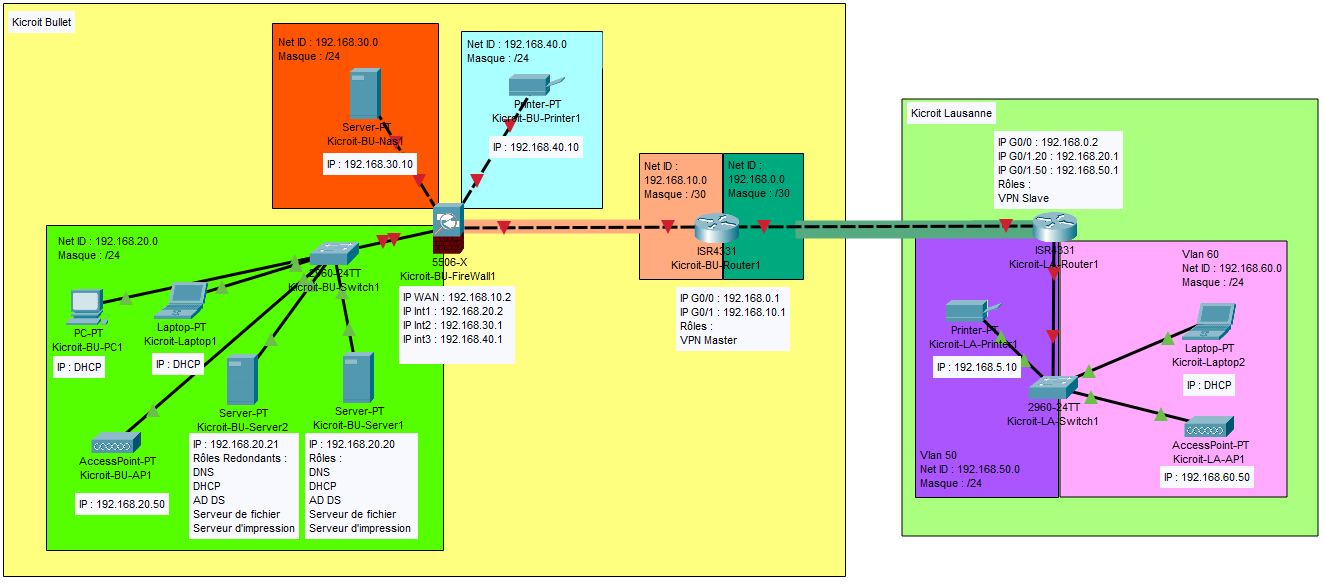 Kicroit Bullet
Net ID : 192.168.30.0
Masque : /24
Server-PT
Kicroit-BU-Nas1
IP : 192.168.30.10
Net ID : 192.168.40.0
Masque : /24
Printer-PT
Kicroit-BU-Printer1
IP : 192.168.40.10
Net ID :
192.168.10.0
Masque : /30
Net ID :
192.168.0.0
Masque : /30
ISR4331
Kicroit-BU-Router1
IP G0/0 : 192.168.0.1
IP G0/1 : 192.168.10.1
Rôles :
VPN Master
5506-X
Kicroit-BU-FireWall1
IP WAN : 192.168.10.2
IP Int1 : 192.168.20.2
IP Int2 : 192.168.30.1
IP int3 : 192.168.40.1
Net ID : 192.168.20.0
Masque : /24
2960-24TT
Kicroit-BU-Switch1
PC-PT
Kicroit-BU-PC1
IP : DHCP
Laptop-PT
Kicroit-Laptop1
IP : DHCP
Server-PT
Kicroit-BU-Server2
IP : 192.168.20.21
Rôles Redondants :
DNS
DHCP
AD DS
Serveur de fichier
Serveur d'impression
Server-PT
Kicroit-BU-Server1
IP : 192.168.20.20
Rôles :
DNS
DHCP
AD DS
Serveur de fichier
Serveur d'impression
AccessPoint-PT
Kicroit-BU-AP1
IP : 192.168.20.50
Kicroit Lausanne
IP G0/0 : 192.168.0.2
IP G0/1.20 : 192.168.20.1
IP G0/1.50 : 192.168.50.1
Rôles :
VPN Slave
ISR4331
Kicroit-LA-Router1
Vlan 60
Net ID : 192.168.60.0
Masque : /24
Printer-PT
Kicroit-LA-Printer1
IP : 192.168.5.10
Laptop-PT
Kicroit-Laptop2
IP : DHCP
2960-24TT
Kicroit-LA-Switch1
AccessPoint-PT
Kicroit-LA-AP1
IP : 192.168.60.50
Vlan 50
Net ID : 192.168.50.0
Masque : /24